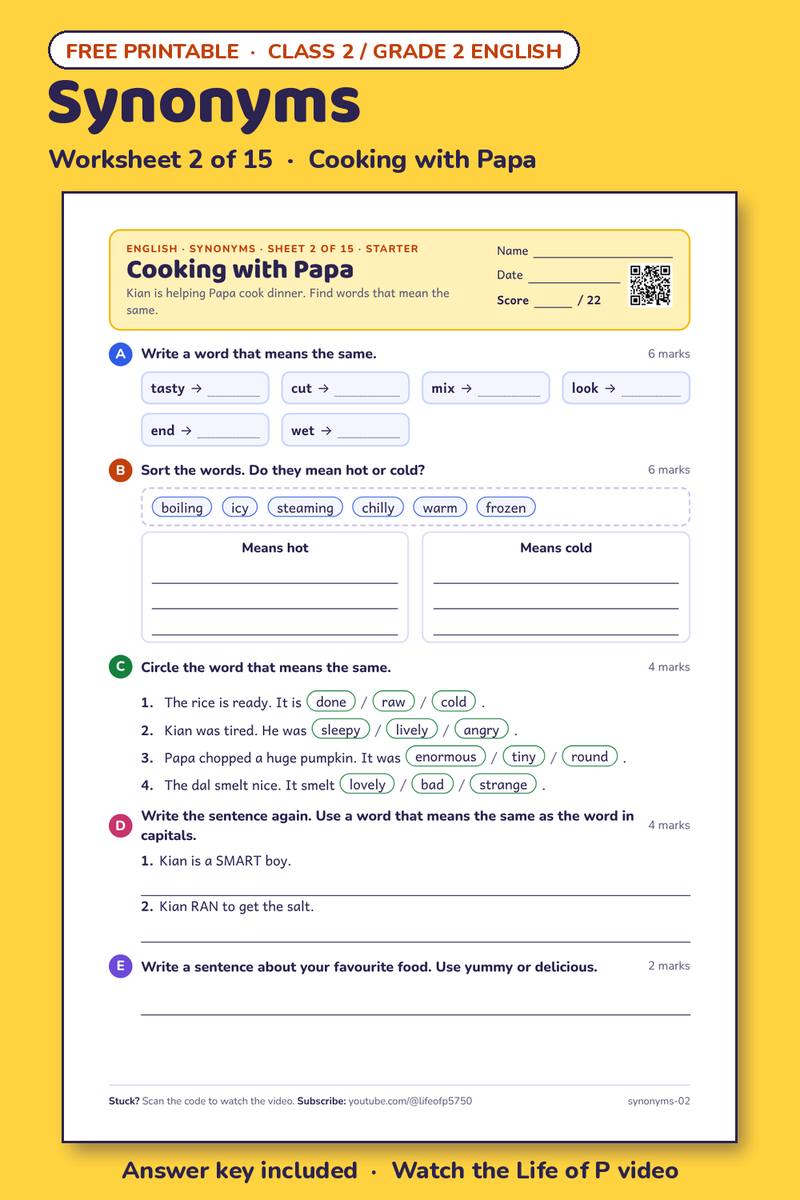 FREE PRINTABLE · CLASS 2 / GRADE 2 ENGLISH
Synonyms
Worksheet 2 of 15 · Cooking with Papa
ENGLISH · SYNONYMS · SHEET 2 OF 15 · STARTER
Cooking with Papa
Kian is helping Papa cook dinner. Find words that mean the
same.
Name
Date
Score ______ / 22
A Write a word that means the same. 6 marks
tasty → ________ cut → ________ mix → ________ look → ________
end → ________ wet → ________
B Sort the words. Do they mean hot or cold? 6 marks
boiling icy steaming chilly warm frozen
Means hot Means cold
C Circle the word that means the same. 4 marks
1. The rice is ready. It is done / raw / cold .
2. Kian was tired. He was sleepy / lively / angry .
3. Papa chopped a huge pumpkin. It was enormous / tiny / round .
4. The dal smelt nice. It smelt lovely / bad / strange .
D Write the sentence again. Use a word that means the same as the word in 4 marks
capitals.
1. Kian is a SMART boy.
2. Kian RAN to get the salt.
E Write a sentence about your favourite food. Use yummy or delicious. 2 marks
Stuck? Scan the code to watch the video. Subscribe: youtube.com/@lifeofp5750 synonyms-02
Answer key included · Watch the Life of P video